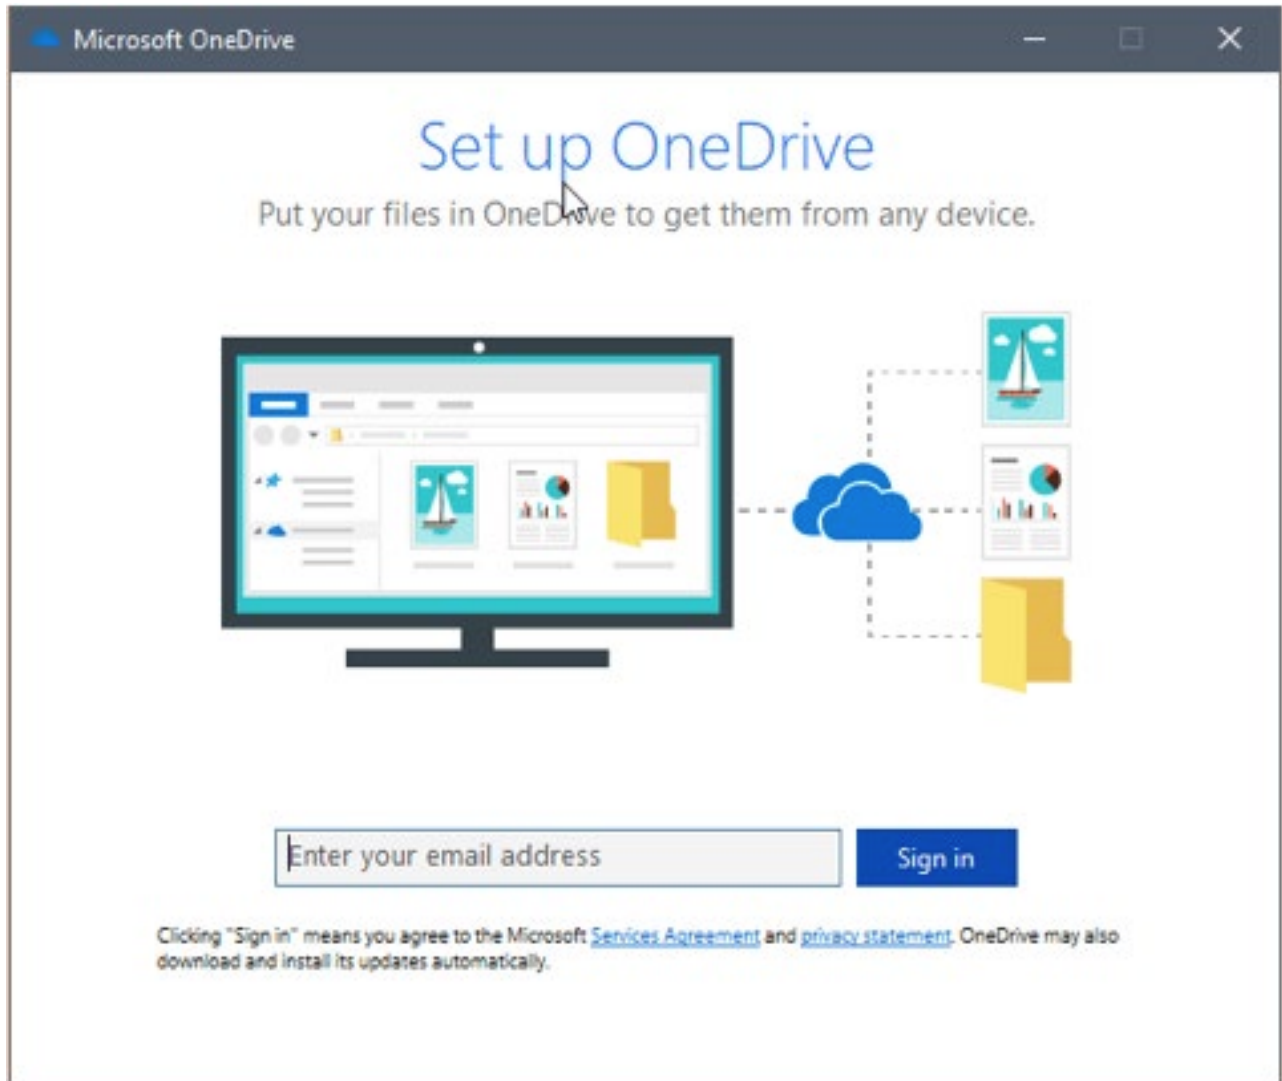 Microsoft OneDrive
Set up OneDrive
Put your files in OneDrive to get them from any device.
Enter your email address
Sign in
Clicking "Sign in" means you agree to the Microsoft Services Agreement and privacy statement. OneDrive may also
download and install its updates automatically.